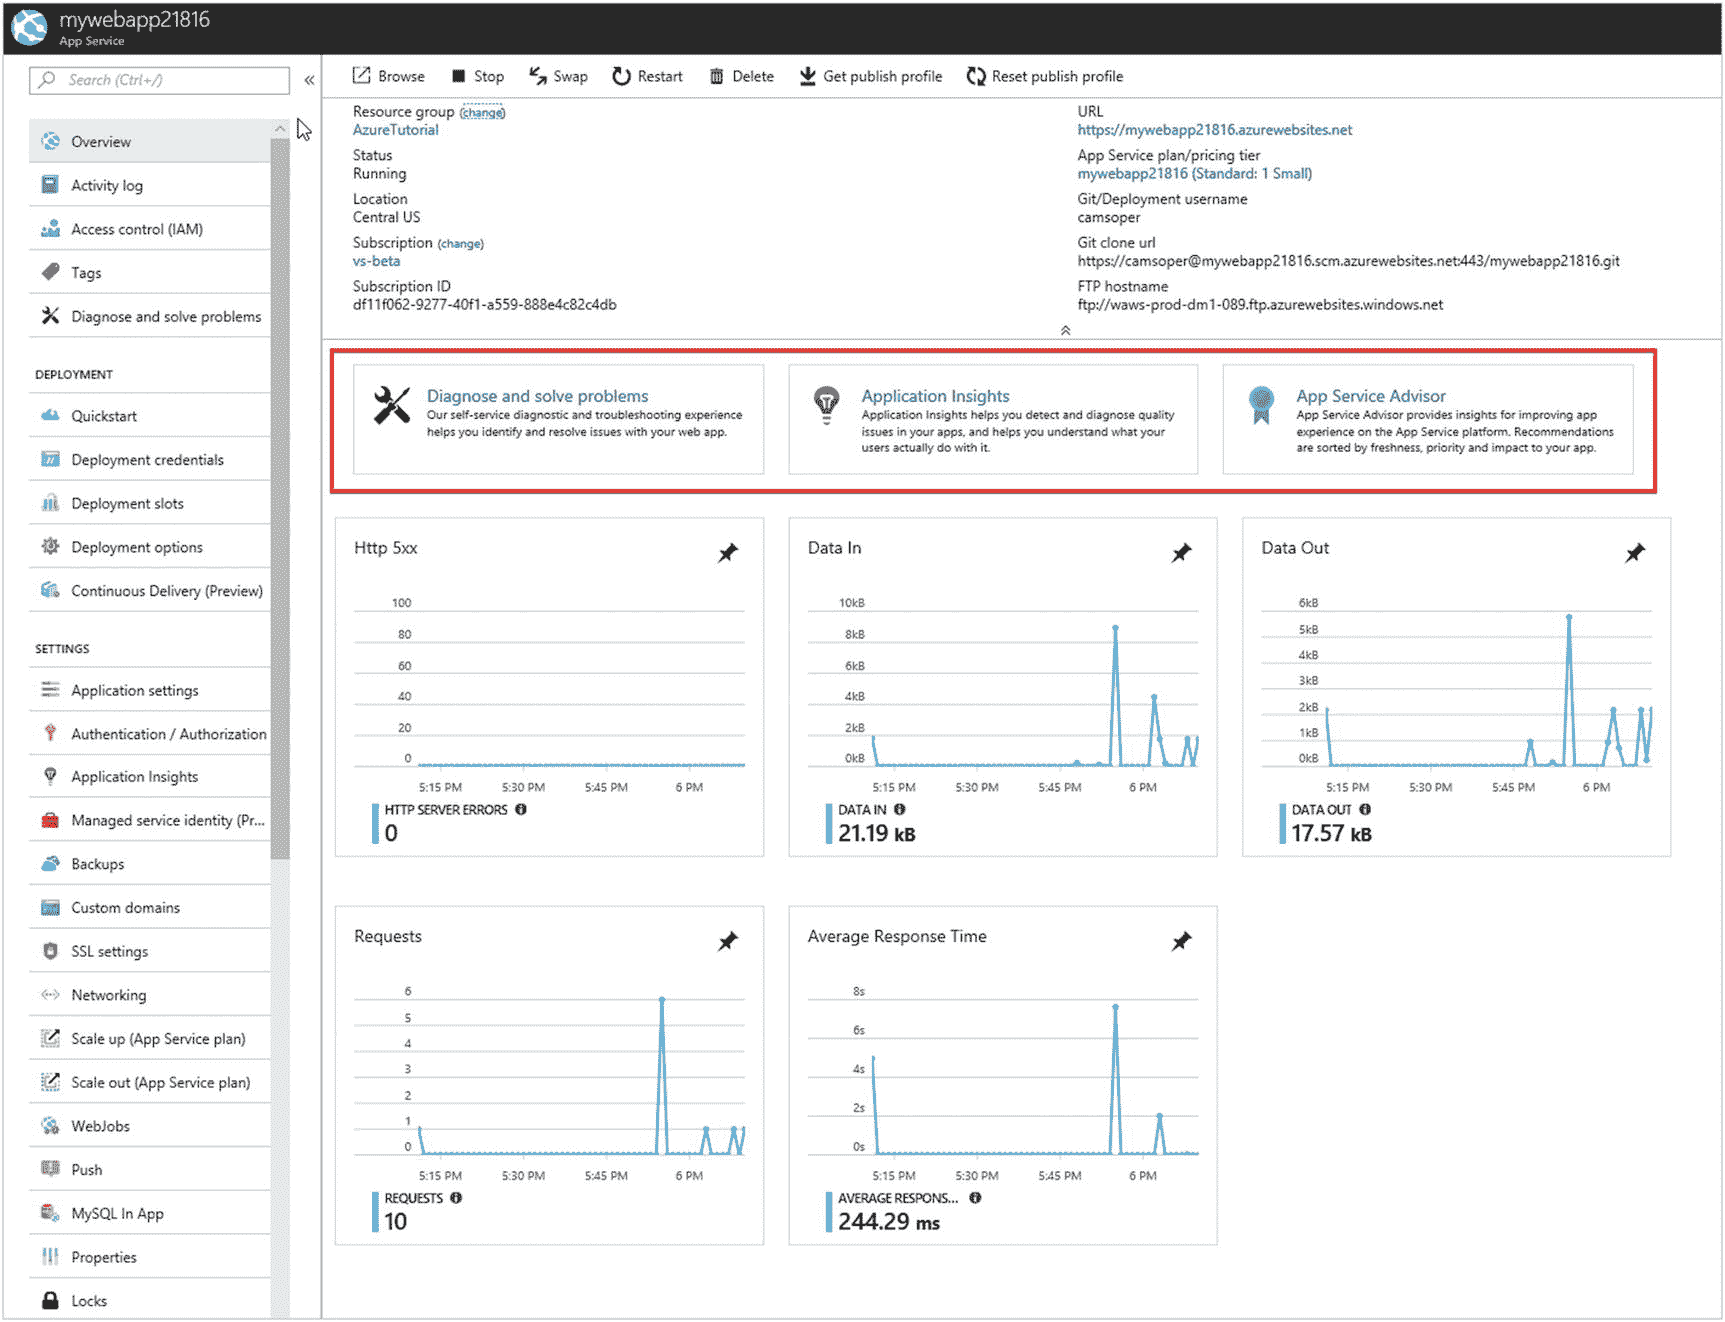 mywebapp21816
App Service
Search (Ctrl+/)
Overview
Activity log
Access control (IAM)
Tags
Diagnose and solve problems
DEPLOYMENT
Quickstart
Deployment credentials
Deployment slots
Deployment options
Continuous Delivery (Preview)
SETTINGS
Application settings
Authentication / Authorization
Application Insights
Managed service identity (Pr...
Backups
Custom domains
SSL settings
Networking
Scale up (App Service plan)
Scale out (App Service plan)
WebJobs
Push
MySQL In App
Properties
Locks
Browse Stop Swap Restart Delete Get publish profile Reset publish profile
Resource group (change)
AzureTutorial
Status
Running
Location
Central US
Subscription (change)
vs-beta
Subscription ID
df11f062-9277-40f1-a559-888e4c82c4db
URL
https://mywebapp21816.azurewebsites.net
App Service plan/pricing tier
mywebapp21816 (Standard: 1 Small)
Git/Deployment username
camsoper
Git clone url
https://camsoper@mywebapp21816.scm.azurewebsites.net:443/mywebapp21816.git
FTP hostname
ftp://waws-prod-dm1-089.ftp.azurewebsites.windows.net
Diagnose and solve problems
Our self-service diagnostic and troubleshooting experience
helps you identify and resolve issues with your web app.
Application Insights
Application Insights helps you detect and diagnose quality
issues in your apps, and helps you understand what your
users actually do with it.
App Service Advisor
App Service Advisor provides insights for improving app
experience on the App Service platform. Recommendations
are sorted by freshness, priority and impact to your app.
Http 5xx
100
80
60
40
20
0
5:15 PM 5:30 PM 5:45 PM 6 PM
HTTP SERVER ERRORS
0
Data In
10kB
8kB
6kB
4kB
2kB
0kB
5:15 PM 5:30 PM 5:45 PM 6 PM
DATA IN
21.19 kB
Data Out
6kB
5kB
4kB
3kB
2kB
1kB
0kB
5:15 PM 5:30 PM 5:45 PM 6 PM
DATA OUT
17.57 kB
Requests
6
5
4
3
2
1
0
5:15 PM 5:30 PM 5:45 PM 6 PM
REQUESTS
10
Average Response Time
8s
6s
4s
2s
0s
5:15 PM 5:30 PM 5:45 PM 6 PM
AVERAGE RESPONS...
244.29 ms